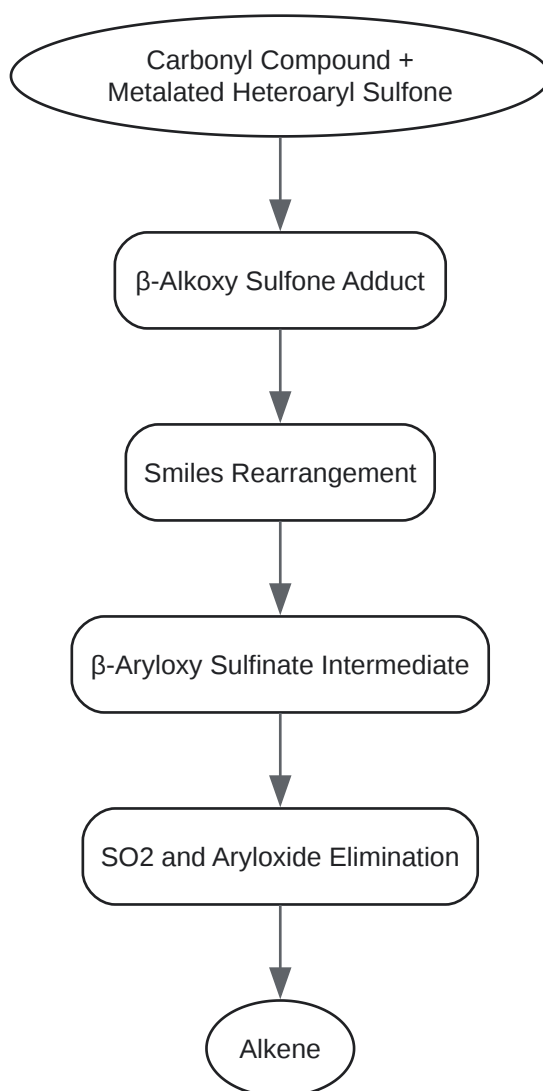 Carbonyl Compound +
Metalated Heteroaryl Sulfone
β-Alkoxy Sulfone Adduct
Smiles Rearrangement
β-Aryloxy Sulfinate Intermediate
SO2 and Aryloxide Elimination
Alkene